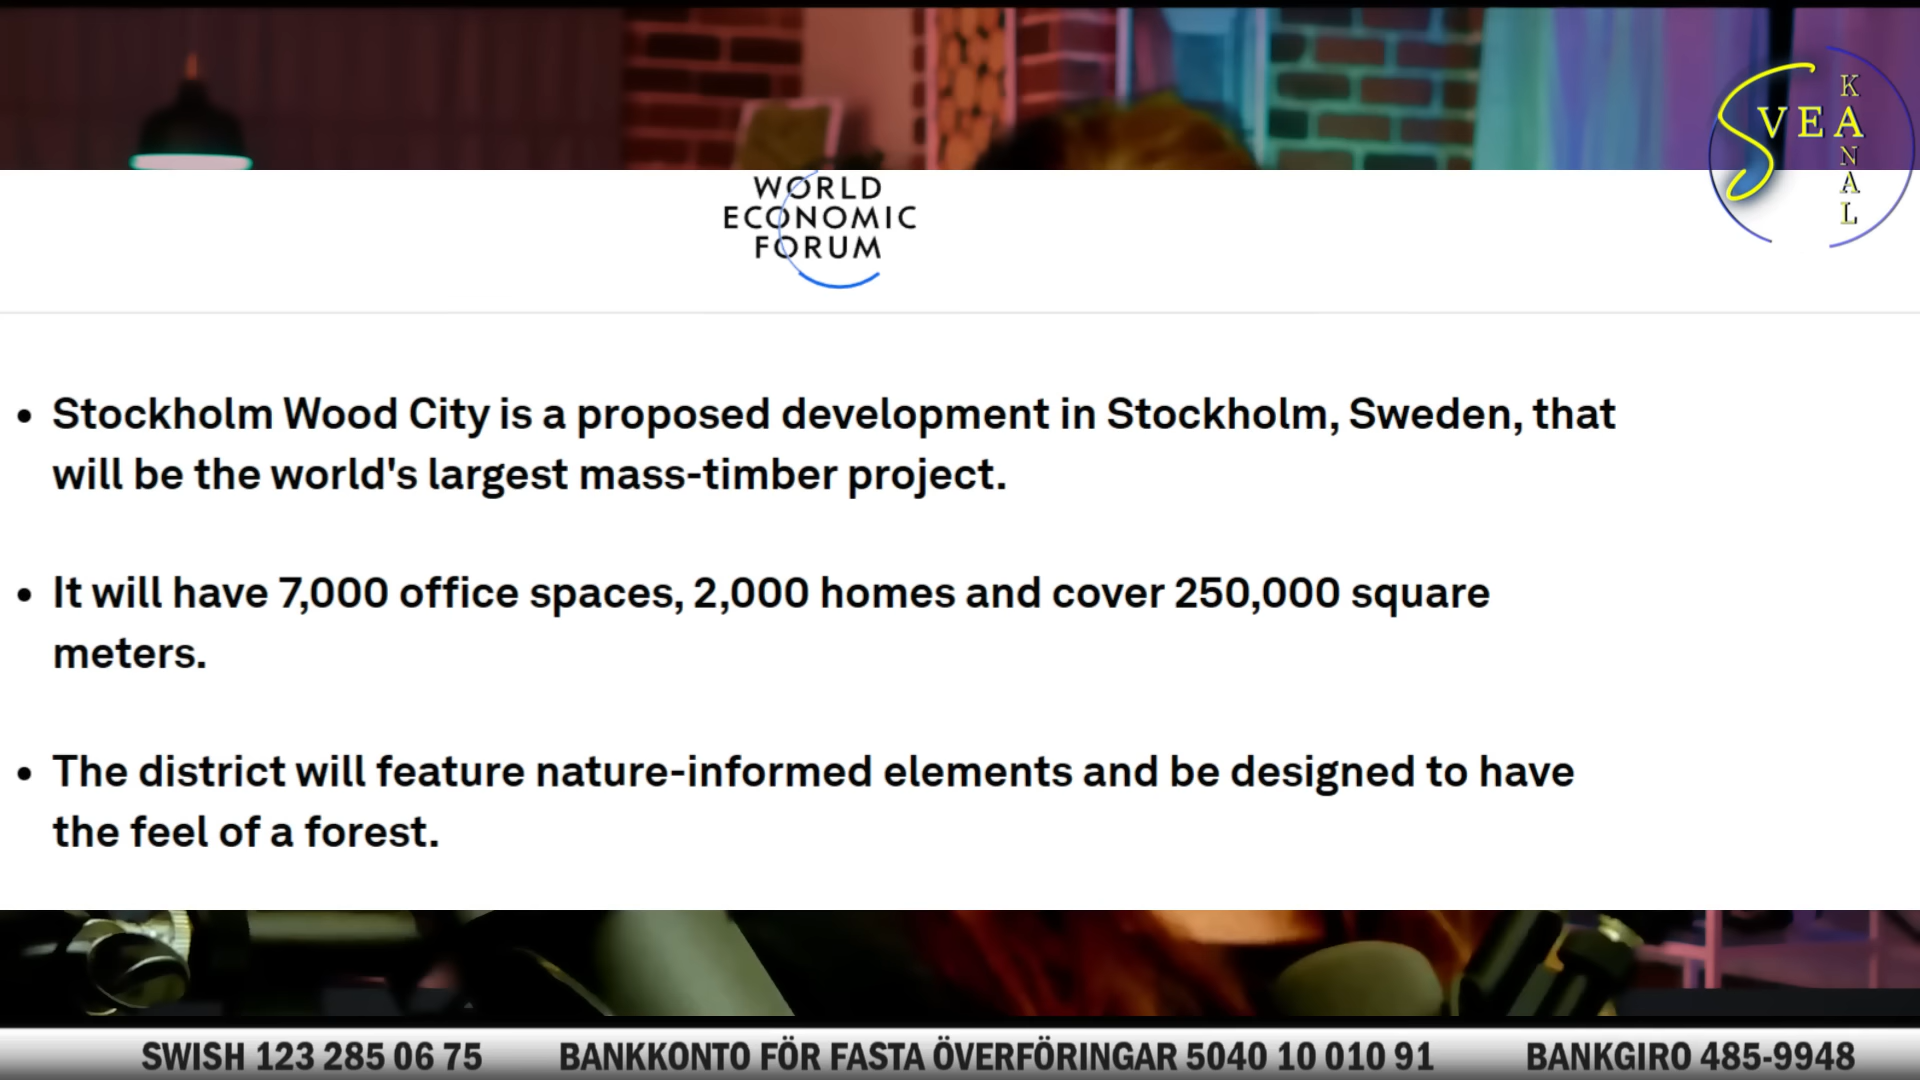 SVEA
KANAL
WORLD
ECONOMIC
FORUM
• Stockholm Wood City is a proposed development in Stockholm, Sweden, that
will be the world's largest mass-timber project.
• It will have 7,000 office spaces, 2,000 homes and cover 250,000 square
meters.
• The district will feature nature-informed elements and be designed to have
the feel of a forest.
SWISH 123 285 06 75 BANKKONTO FÖR FASTA ÖVERFÖRINGAR 5040 10 010 91 BANKGIRO 485-9948